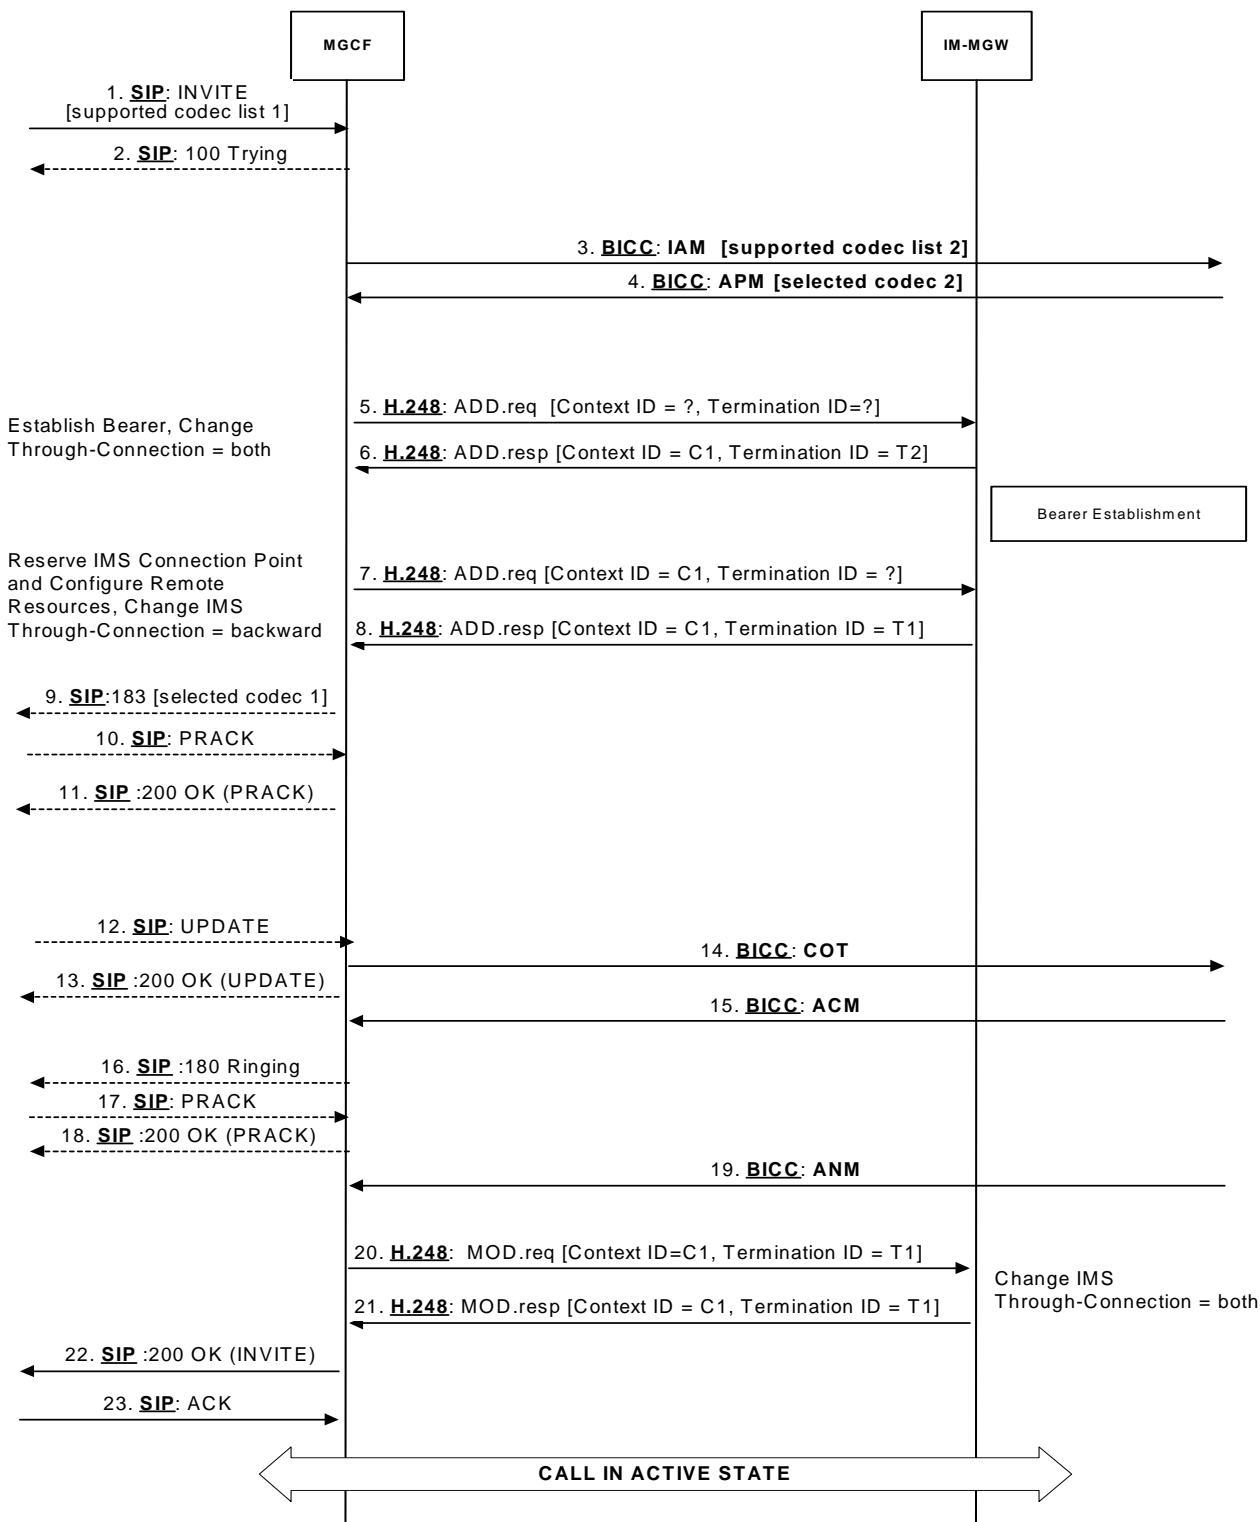 MGCF
IM-MGW
1. SIP: INVITE
[supported codec list 1]
2. SIP: 100 Trying
3. BICC: IAM [supported codec list 2]
4. BICC: APM [selected codec 2]
5. H.248: ADD.req [Context ID = ?, Termination ID=?]
Establish Bearer, Change
Through-Connection = both
6. H.248: ADD.resp [Context ID = C1, Termination ID = T2]
Bearer Establishment
Reserve IMS Connection Point
and Configure Remote
Resources, Change IMS
Through-Connection = backward
7. H.248: ADD.req [Context ID = C1, Termination ID = ?]
8. H.248: ADD.resp [Context ID = C1, Termination ID = T1]
9. SIP:183 [selected codec 1]
10. SIP: PRACK
11. SIP :200 OK (PRACK)
12. SIP: UPDATE
14. BICC: COT
13. SIP :200 OK (UPDATE)
15. BICC: ACM
16. SIP :180 Ringing
17. SIP: PRACK
18. SIP :200 OK (PRACK)
19. BICC: ANM
20. H.248: MOD.req [Context ID=C1, Termination ID = T1]
Change IMS
Through-Connection = both
21. H.248: MOD.resp [Context ID = C1, Termination ID = T1]
22. SIP :200 OK (INVITE)
23. SIP: ACK
CALL IN ACTIVE STATE